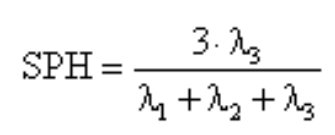 SPH = 3·λ₃ / (λ₁ + λ₂ + λ₃)